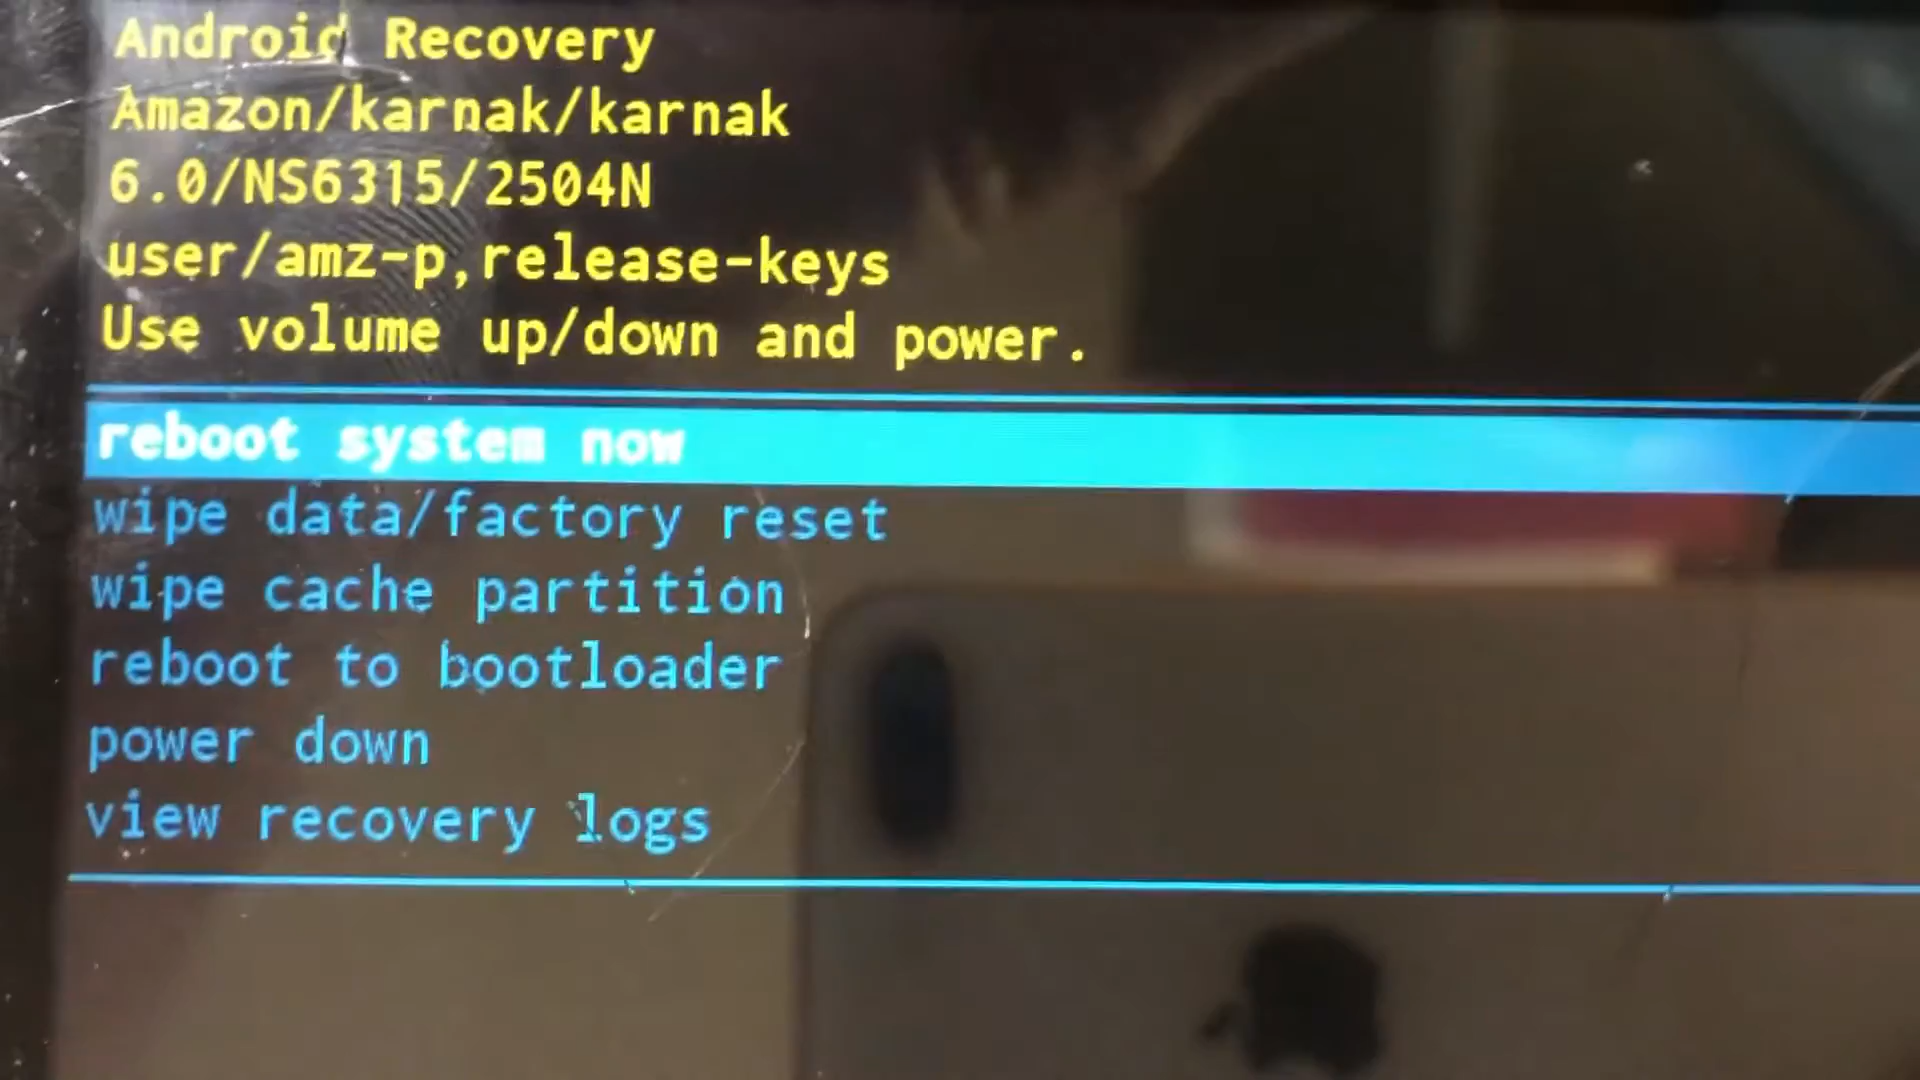 Android Recovery
Amazon/karnak/karnak
6.0/NS6315/2504N
user/amz-p,release-keys
Use volume up/down and power.
reboot system now
wipe data/factory reset
wipe cache partition
reboot to bootloader
power down
view recovery logs